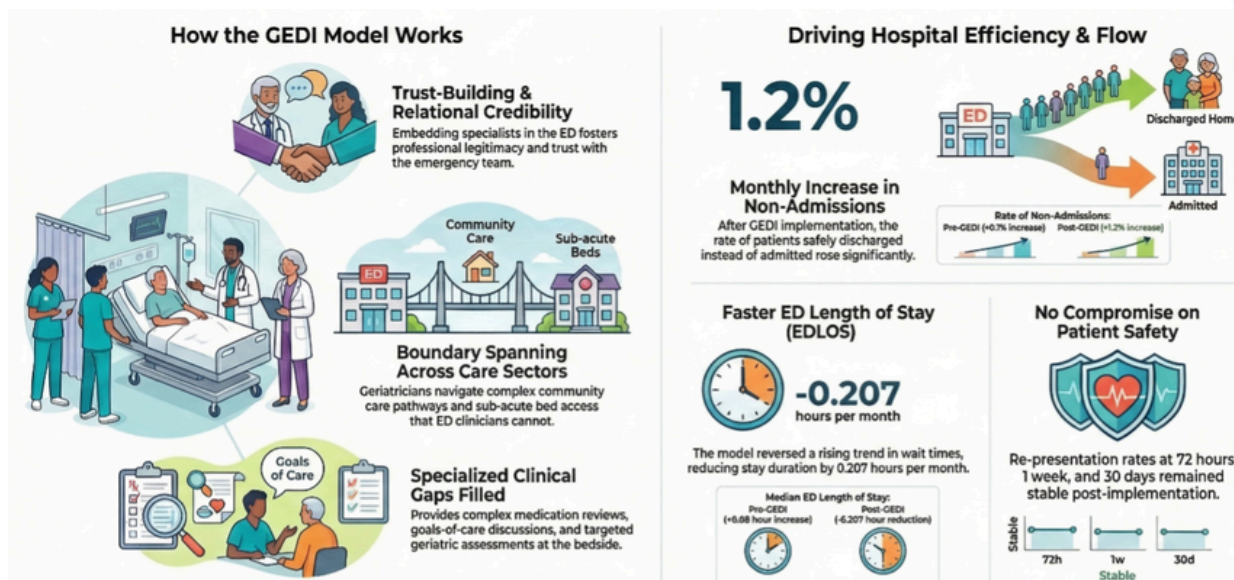 How the GEDI Model Works
Trust-Building &
Relational Credibility
Embedding specialists in the ED fosters
professional legitimacy and trust with
the emergency team.
Community
Care
Sub-acute
Beds
ED
Boundary Spanning
Across Care Sectors
Geriatricians navigate complex community
care pathways and sub-acute bed access
that ED clinicians cannot.
Goals
of Care
Specialized Clinical
Gaps Filled
Provides complex medication reviews,
goals-of-care discussions, and targeted
geriatric assessments at the bedside.
Driving Hospital Efficiency & Flow
1.2%
ED
Discharged Home
Admitted
Monthly Increase in
Non-Admissions
After GEDI implementation, the
rate of patients safely discharged
instead of admitted rose significantly.
Rate of Non-Admissions:
Pre-GEDI (+0.1% increase)
Post-GEDI (+1.2% increase)
Faster ED Length of Stay
(EDLOS)
-0.207
hours per month
The model reversed a rising trend in wait times,
reducing stay duration by 0.207 hours per month.
Median ED Length of Stay:
Post-GEDI
hour increase)
hour reduction)
No Compromise on
Patient Safety
Re-presentation rates at 72 hours
1 week, and 30 days remained
stable post-implementation.
Stable
72h
1w
30d
Stable